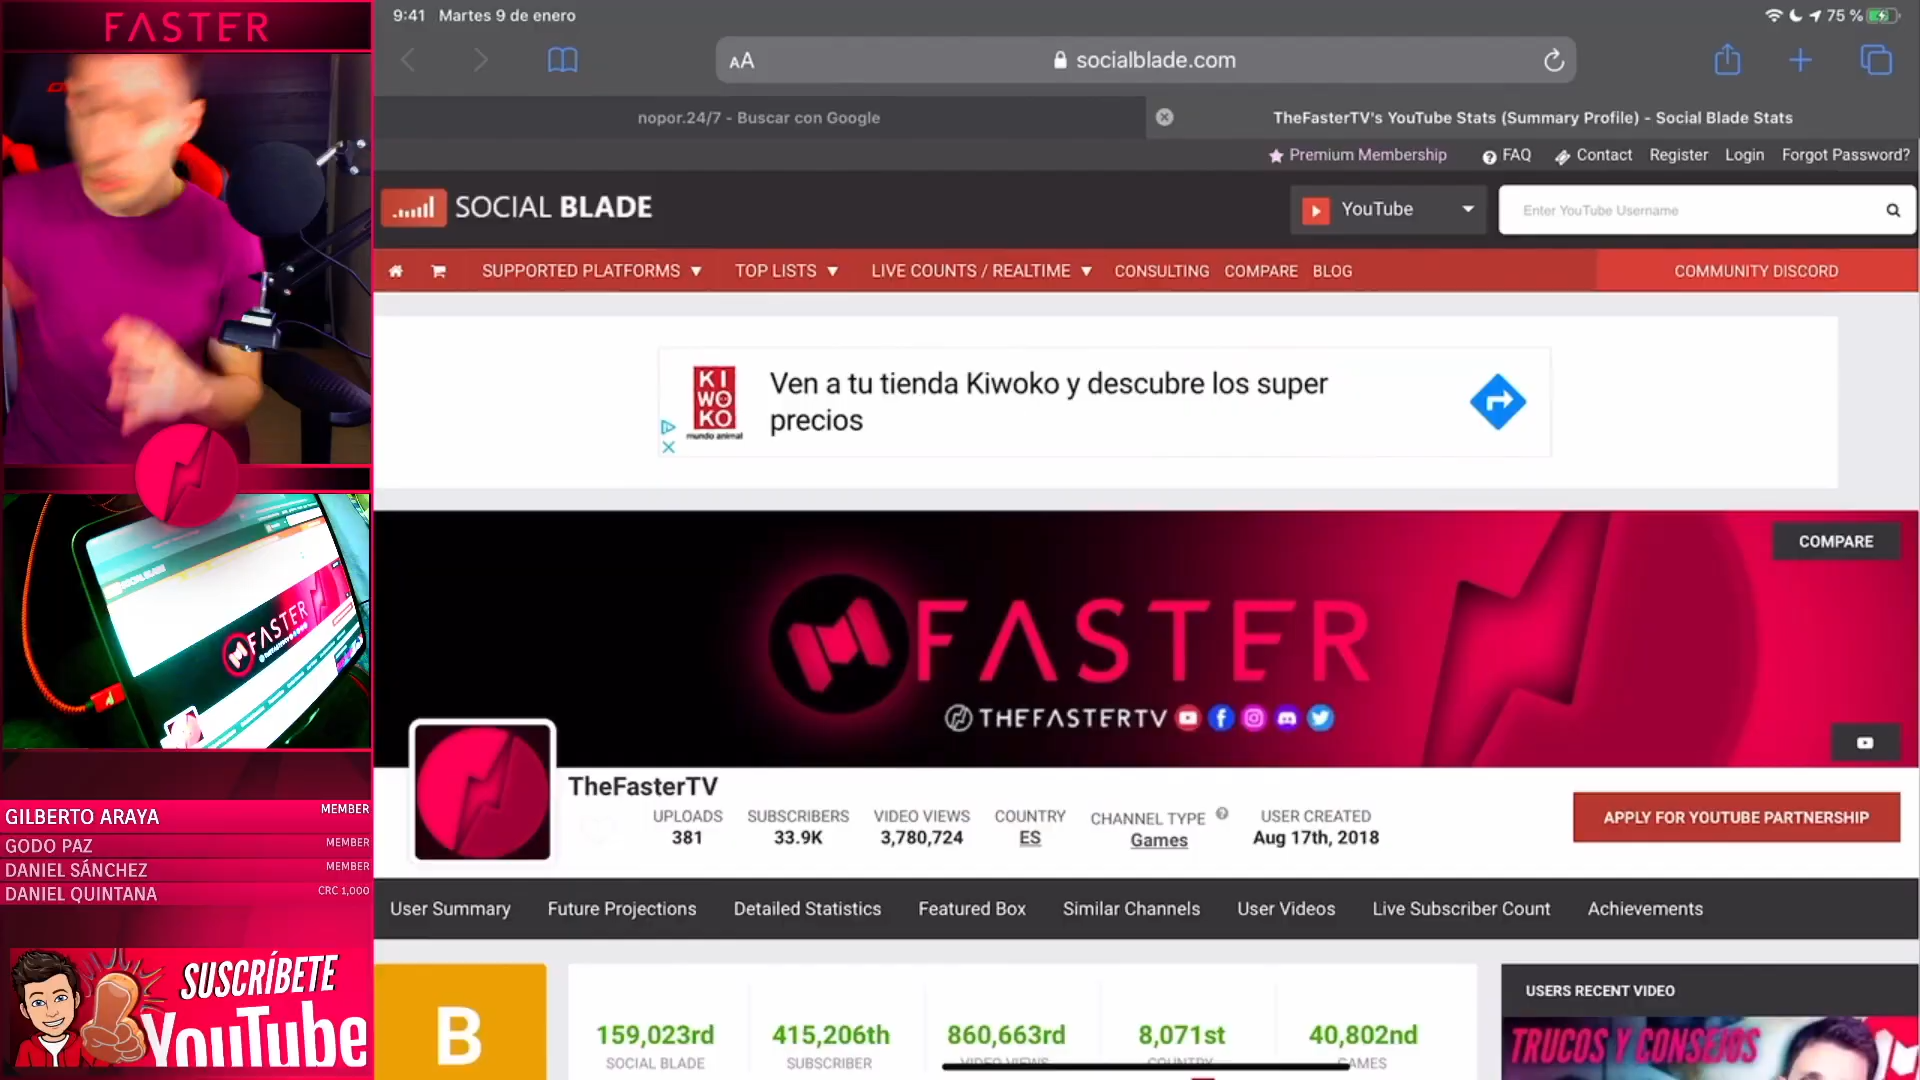 FASTER
9:41 Martes 9 de enero
75 %
AA
socialblade.com
nopor.24/7 - Buscar con Google
TheFasterTV's YouTube Stats (Summary Profile) - Social Blade Stats
Premium Membership
FAQ
Contact
Register
Login
Forgot Password?
SOCIAL BLADE
YouTube
Enter YouTube Username
SUPPORTED PLATFORMS
TOP LISTS
LIVE COUNTS / REALTIME
CONSULTING
COMPARE
BLOG
COMMUNITY DISCORD
KI
WO
KO
mundo animal
Ven a tu tienda Kiwoko y descubre los super
precios
COMPARE
FASTER
THEFASTERTV
FASTER
TheFasterTV
UPLOADS
381
SUBSCRIBERS
33.9K
VIDEO VIEWS
3,780,724
COUNTRY
ES
CHANNEL TYPE
Games
USER CREATED
Aug 17th, 2018
APPLY FOR YOUTUBE PARTNERSHIP
GILBERTO ARAYA MEMBER
GODO PAZ MEMBER
DANIEL SÁNCHEZ MEMBER
DANIEL QUINTANA CRC 1,000
User Summary
Future Projections
Detailed Statistics
Featured Box
Similar Channels
User Videos
Live Subscriber Count
Achievements
SUSCRÍBETE
YouTube
B
159,023rd
SOCIAL BLADE
415,206th
SUBSCRIBER
860,663rd
VIDEO VIEWS
8,071st
COUNTRY
40,802nd
GAMES
USERS RECENT VIDEO
TRUCOS Y CONSEJOS